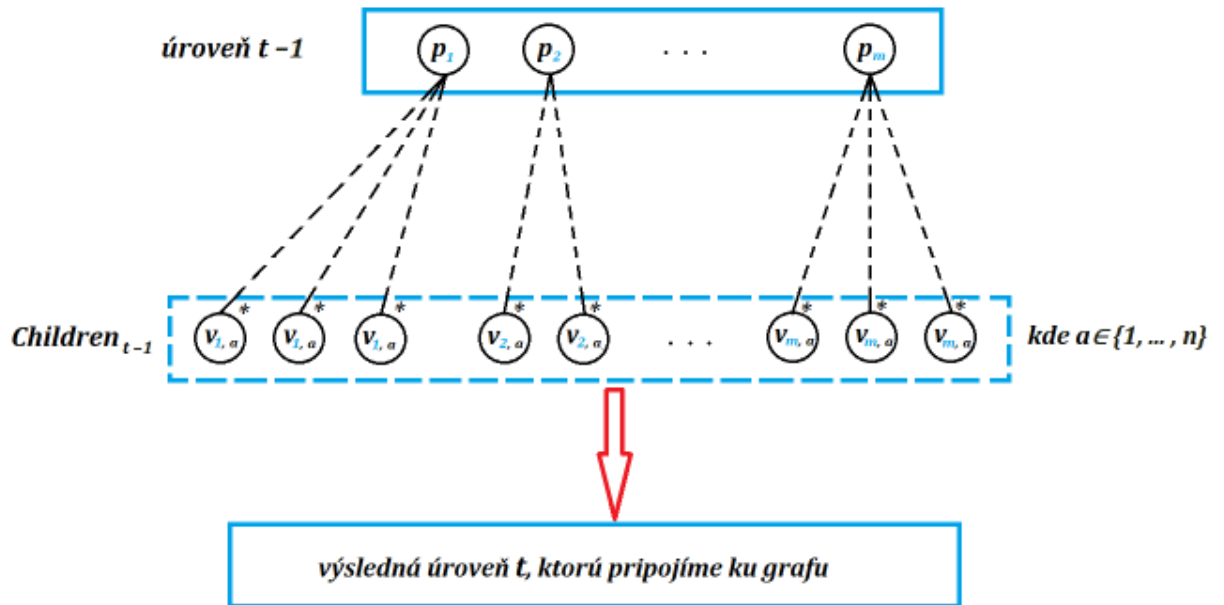 úroveň t –1
p1 p2 . . . pm
* * * * * * * *
Children t–1 v1, a v1, a v1, a v2, a v2, a . . . vm, a vm, a vm, a kde a∈{1, ... , n}
výsledná úroveň t, ktorú pripojíme ku grafu